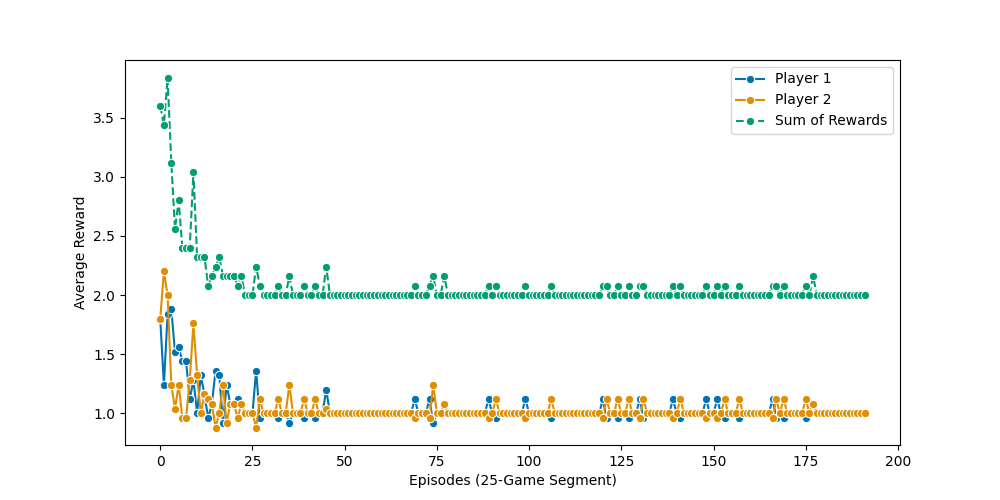 Player 1
Player 2
Sum of Rewards
Average Reward
3.5
3.0
2.5
2.0
1.5
1.0
0 25 50 75 100 125 150 175 200
Episodes (25-Game Segment)